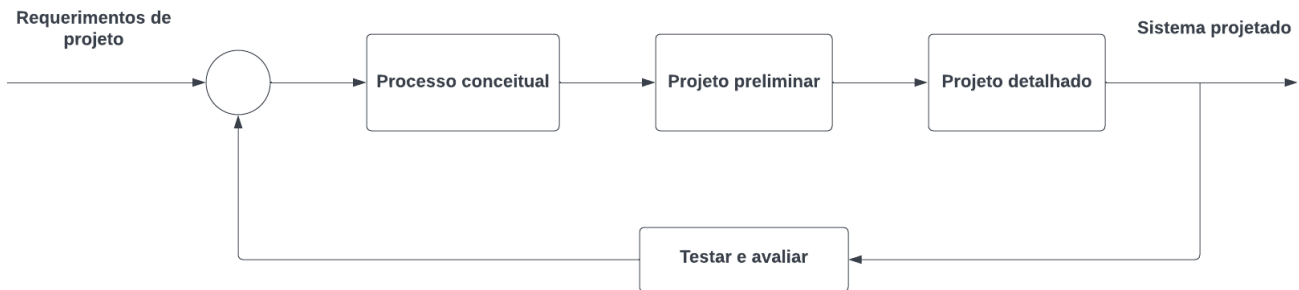 Requerimentos de
projeto
Sistema projetado
Processo conceitual
Projeto preliminar
Projeto detalhado
Testar e avaliar